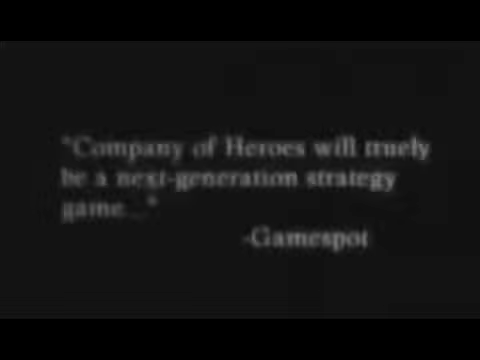 "Company of Heroes will truely
be a next-generation strategy
game..."
-Gamespot